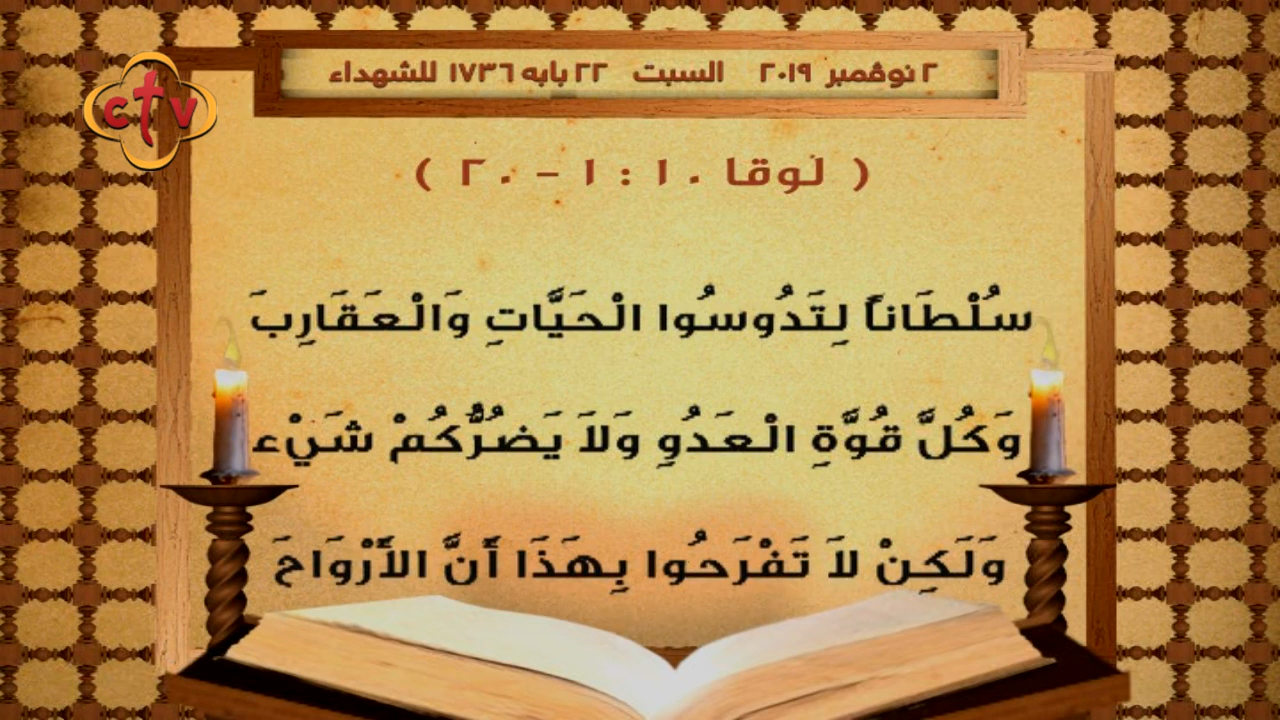 ctv
٢ نوفمبر ٢٠١٩ السبت ٢٢ بابه ١٧٣٦ للشهداء
( لوقا ١٠ : ١ - ٢٠ )
سُلْطَاناً لِتَدُوسُوا الْحَيَّاتِ وَالْعَقَارِبَ
وَكُلَّ قُوَّةِ الْعَدُوِ وَلاَ يَضُرُّكُمْ شَيْء
وَلَكِنْ لاَ تَفْرَحُوا بِهَذَا أَنَّ الأَرْوَاحَ